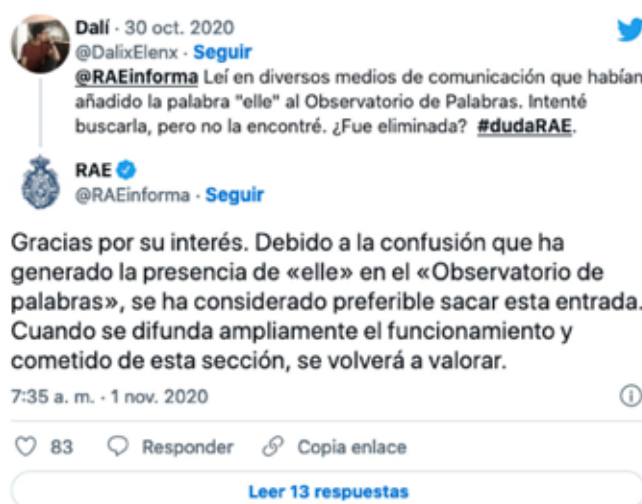 Dalí · 30 oct. 2020
@DalixElenx · Seguir
@RAEinforma Leí en diversos medios de comunicación que habían
añadido la palabra "elle" al Observatorio de Palabras. Intenté
buscarla, pero no la encontré. ¿Fue eliminada? #dudaRAE.
RAE
@RAEinforma · Seguir
Gracias por su interés. Debido a la confusión que ha
generado la presencia de «elle» en el «Observatorio de
palabras», se ha considerado preferible sacar esta entrada.
Cuando se difunda ampliamente el funcionamiento y
cometido de esta sección, se volverá a valorar.
7:35 a. m. · 1 nov. 2020
83 Responder Copia enlace
Leer 13 respuestas